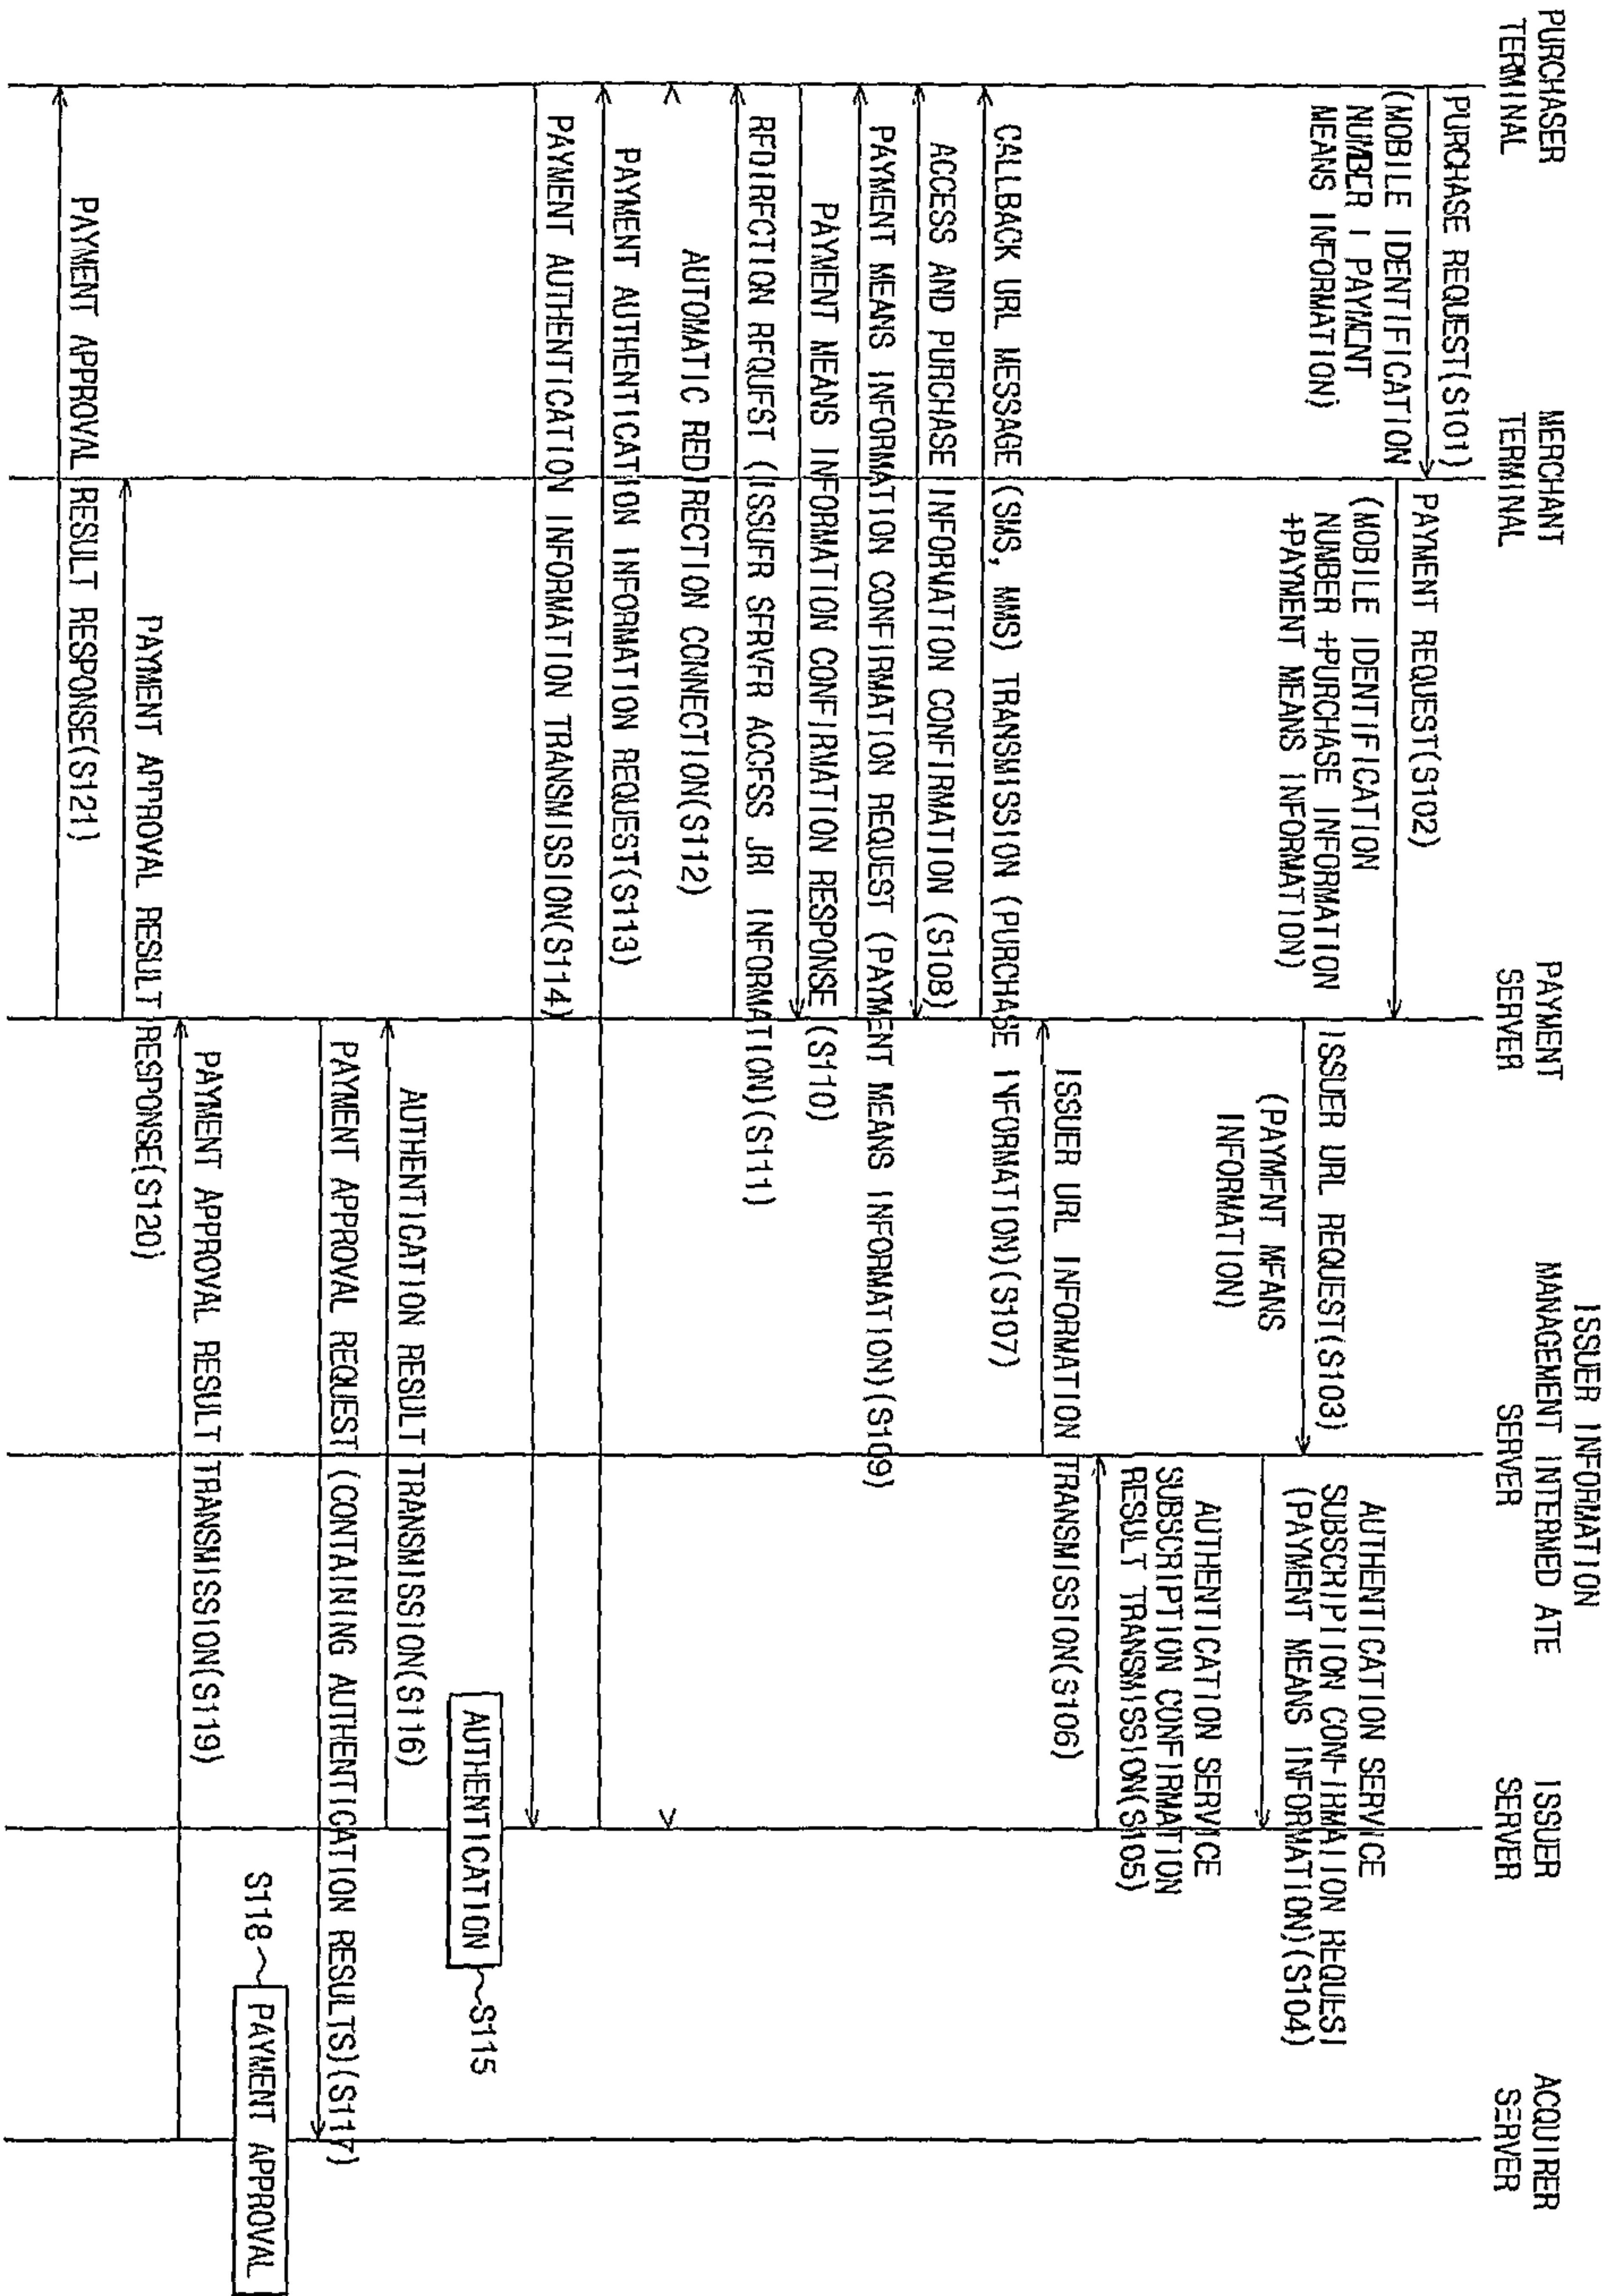 PURCHASER
TERMINAL
MERCHANT
TERMINAL
PAYMENT
SERVER
ISSUER INFORMATION
MANAGEMENT INTERMED ATE
SERVER
ISSUER
SERVER
ACQUIRER
SERVER
PURCHASE REQUEST(S101)
(MOBILE IDENTIFICATION
NUMBER I PAYMENT
MEANS INFORMATION)
PAYMENT REQUEST(S102)
(MOBILE IDENTIFICATION
NUMBER +PURCHASE INFORMATION
+PAYMENT MEANS INFORMATION)
ISSUER URL REQUEST(S103)
(PAYMENT MEANS
INFORMATION)
AUTHENTICATION SERVICE
SUBSCRIPTION CONFIRMATION REQUEST
(PAYMENT MEANS INFORMATION)(S104)
AUTHENTICATION SERVICE
SUBSCRIPTION CONFIRMATION
RESULT TRANSMISSION(S105)
ISSUER URL INFORMATION TRANSMISSION(S106)
CALLBACK URL MESSAGE (SMS, MMS) TRANSMISSION (PURCHASE INFORMATION)(S107)
ACCESS AND PURCHASE INFORMATION CONFIRMATION (S108)
PAYMENT MEANS INFORMATION CONFIRMATION REQUEST (PAYMENT MEANS INFORMATION)(S109)
PAYMENT MEANS INFORMATION CONFIRMATION RESPONSE (S110)
REDIRECTION REQUEST (ISSUER SERVER ACCESS JRI INFORMATION)(S111)
AUTOMATIC REDIRECTION CONNECTION(S112)
PAYMENT AUTHENTICATION INFORMATION REQUEST(S113)
PAYMENT AUTHENTICATION INFORMATION TRANSMISSION(S114)
AUTHENTICATION
S115
AUTHENTICATION RESULT TRANSMISSION(S116)
PAYMENT APPROVAL REQUEST (CONTAINING AUTHENTICATION RESULTS)(S117)
S118
PAYMENT APPROVAL
PAYMENT APPROVAL RESULT TRANSMISSION(S119)
PAYMENT APPROVAL RESULT RESPONSE(S120)
PAYMENT APPROVAL RESULT RESPONSE(S121)